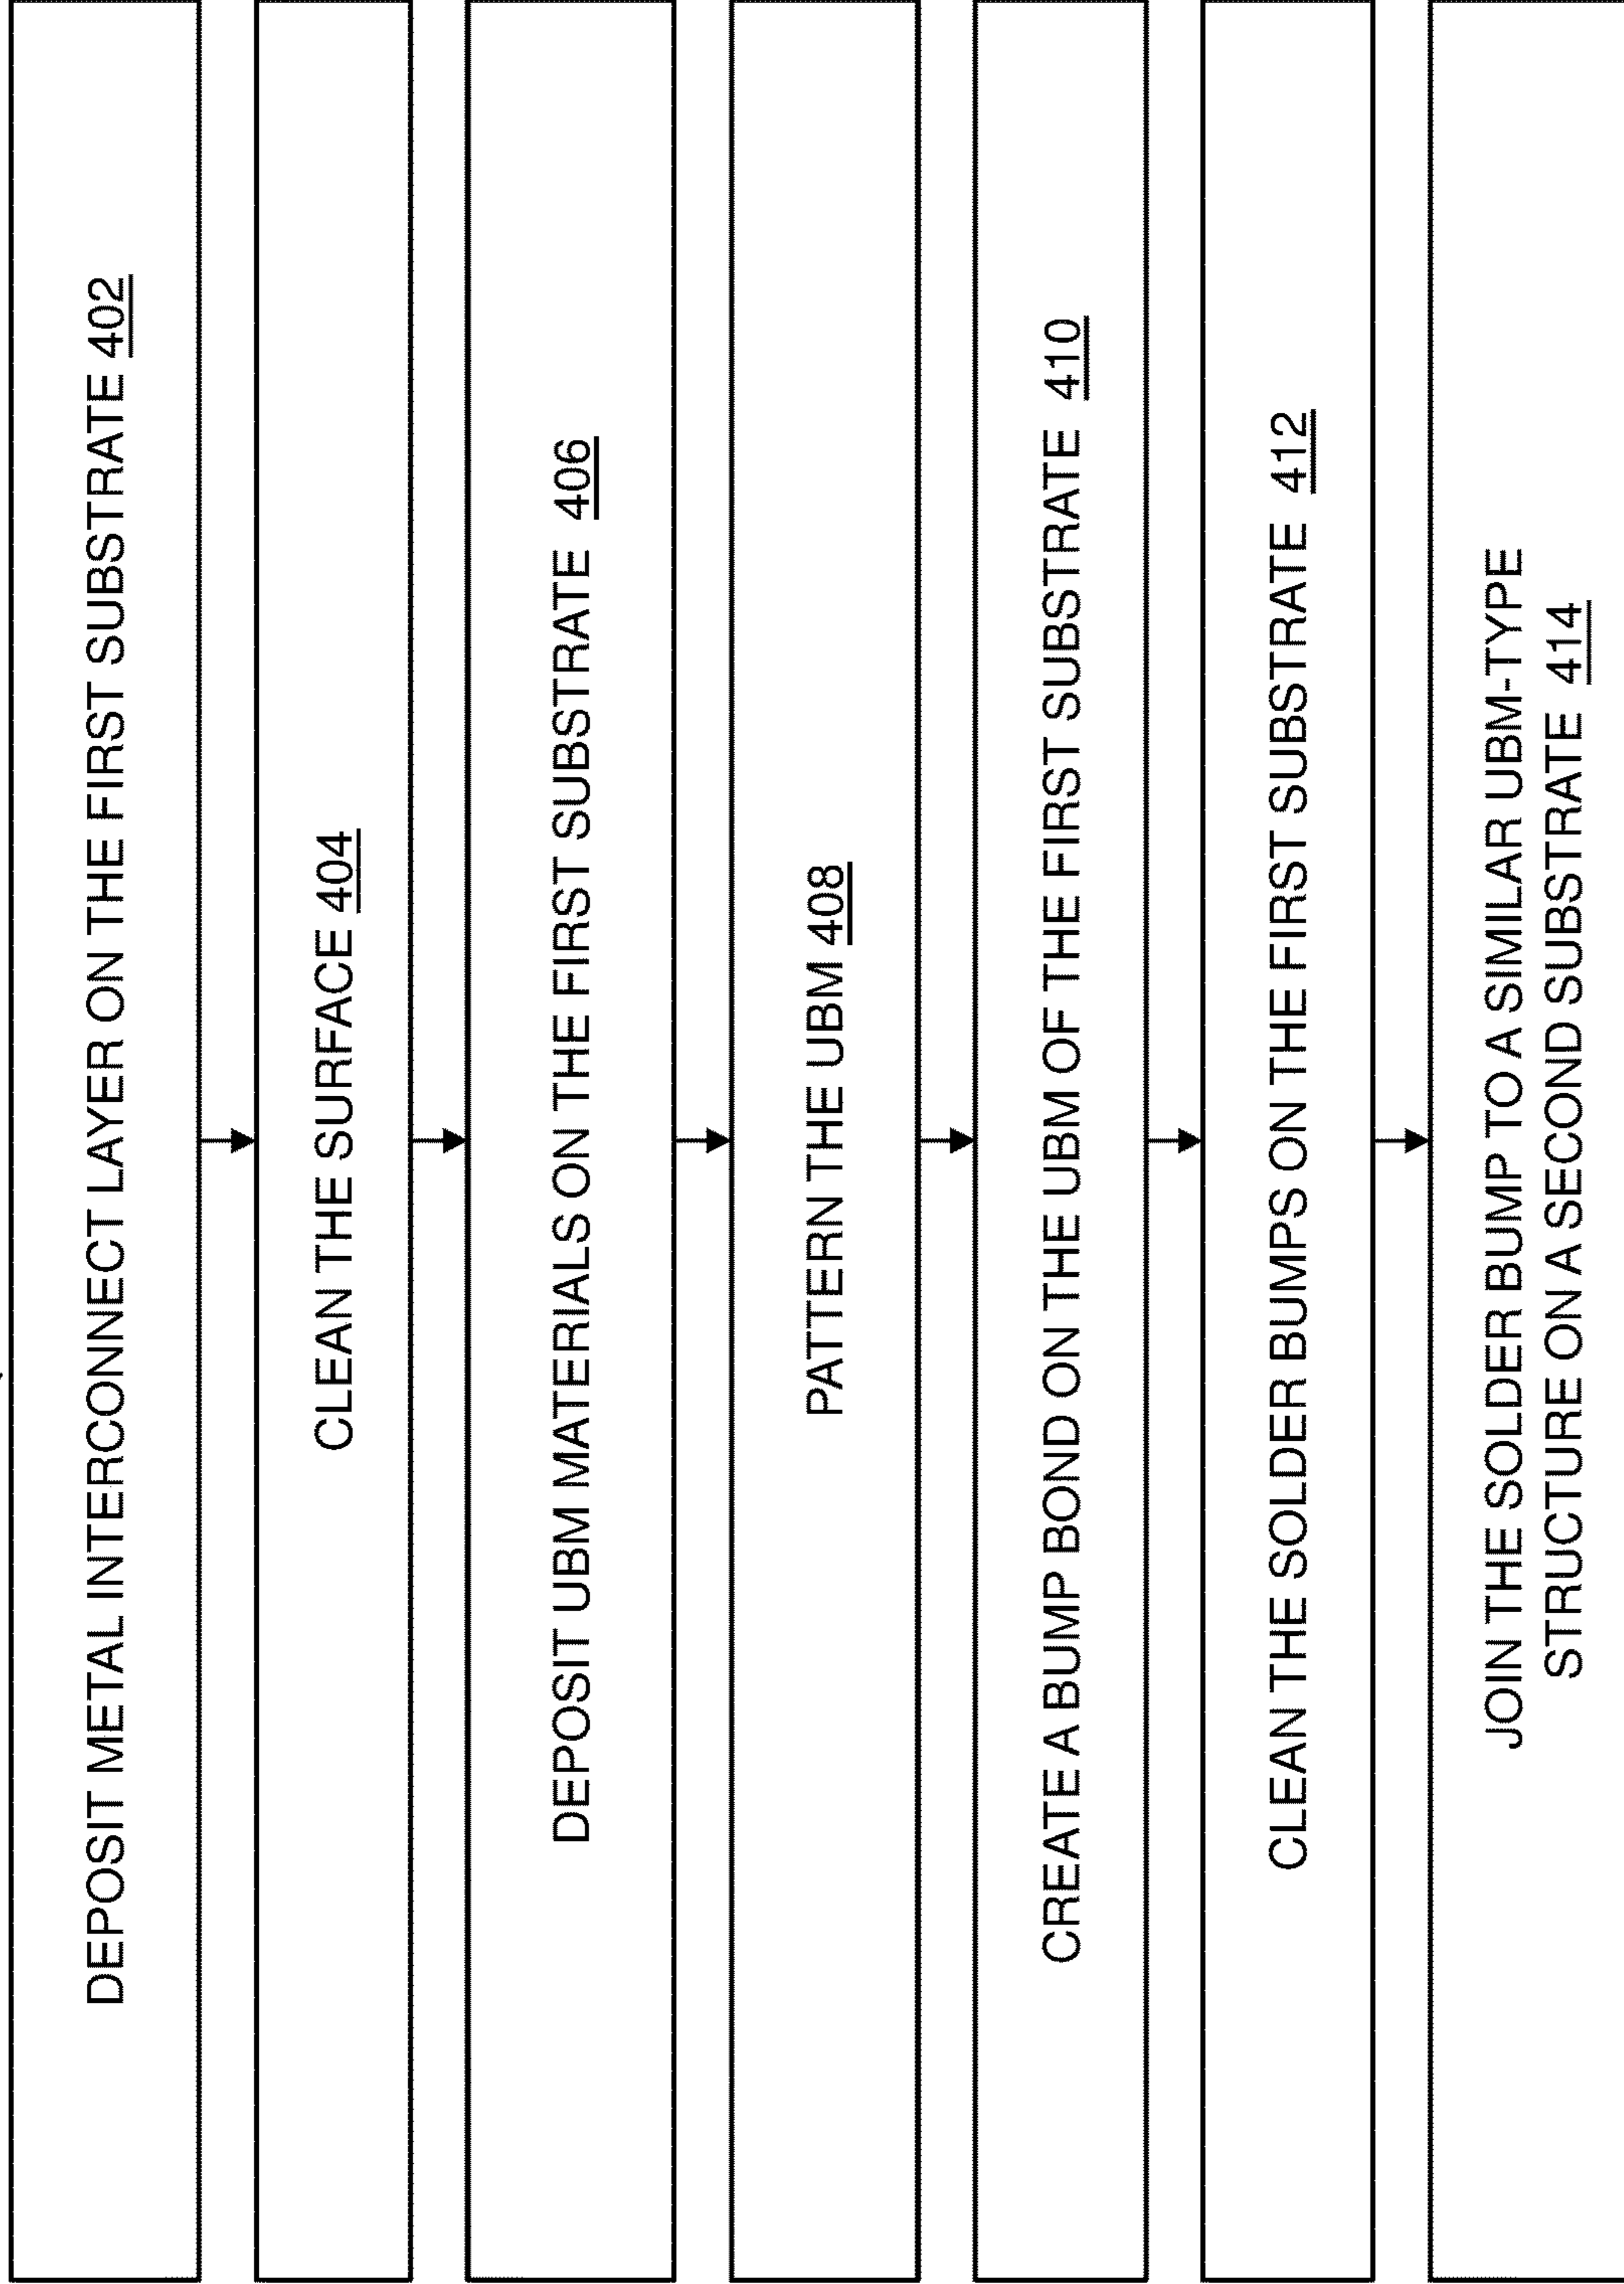 DEPOSIT METAL INTERCONNECT LAYER ON THE FIRST SUBSTRATE 402
CLEAN THE SURFACE 404
DEPOSIT UBM MATERIALS ON THE FIRST SUBSTRATE 406
PATTERN THE UBM 408
CREATE A BUMP BOND ON THE UBM OF THE FIRST SUBSTRATE 410
CLEAN THE SOLDER BUMPS ON THE FIRST SUBSTRATE 412
JOIN THE SOLDER BUMP TO A SIMILAR UBM-TYPE
STRUCTURE ON A SECOND SUBSTRATE 414